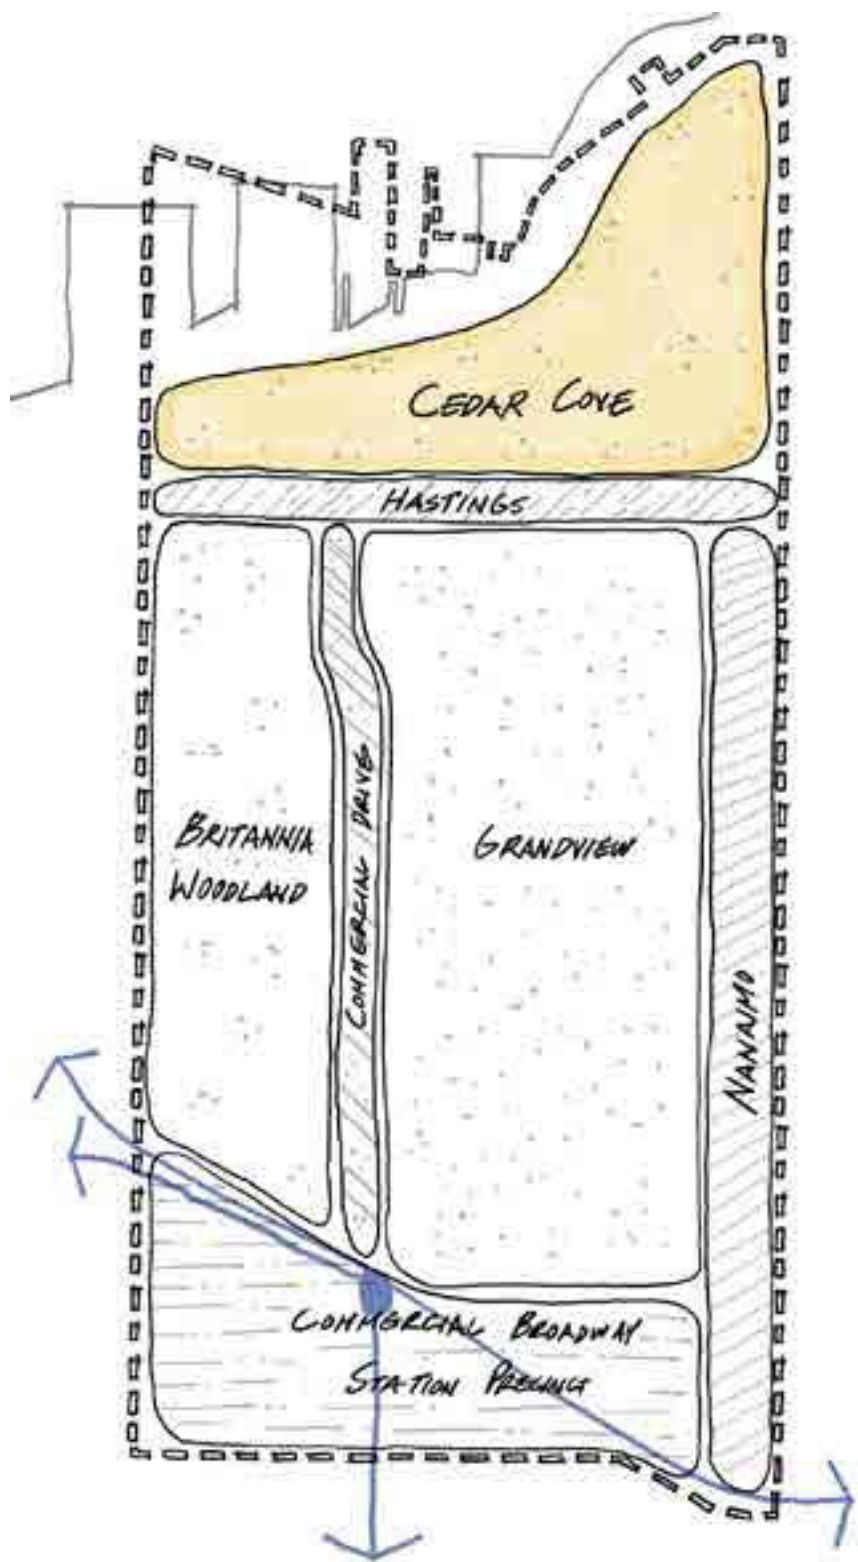 CEDAR COVE
HASTINGS
BRITANNIA
WOODLAND
COMMERCIAL DRIVE
GRANDVIEW
NANAIMO
COMMERCIAL BROADWAY
STATION PRECINCT